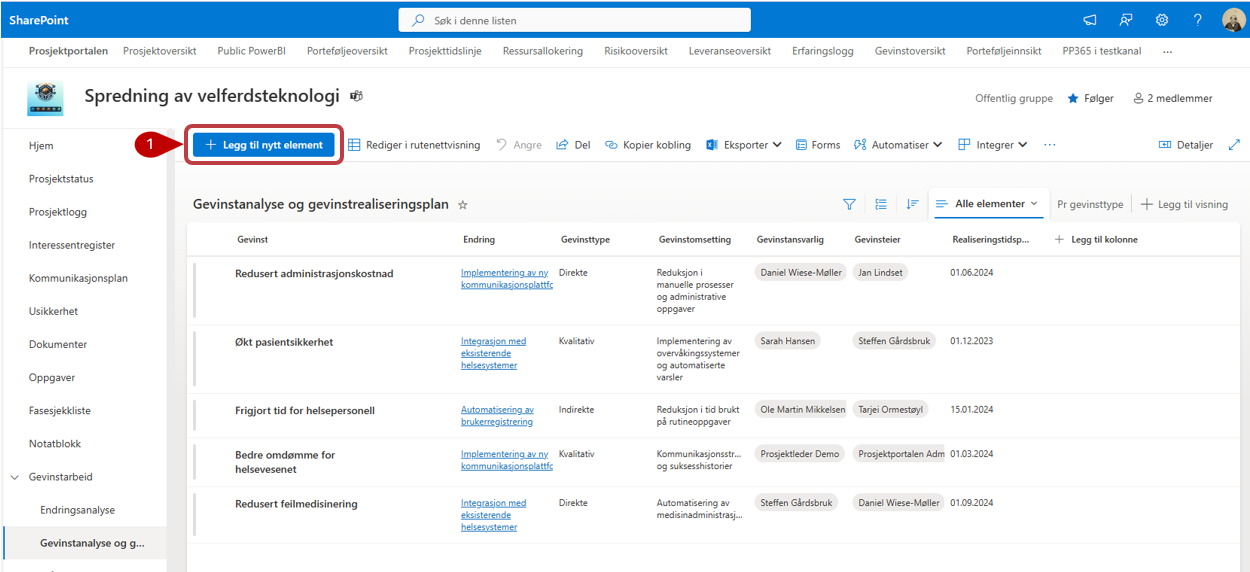 SharePoint
Søk i denne listen
?
Prosjektportalen Prosjektoversikt Public PowerBI Porteføljeoversikt Prosjekttidslinje Ressursallokering Risikooversikt Leveranseoversikt Erfaringslogg Gevinstoversikt Porteføljeinnsikt PP365 i testkanal ...
Spredning av velferdsteknologi
Offentlig gruppe Følger 2 medlemmer
1
Legg til nytt element Rediger i rutenettvisning Angre Del Kopier kobling Eksporter Forms Automatiser Integrer ... Detaljer
Hjem
Prosjektstatus
Prosjektlogg
Interessentregister
Kommunikasjonsplan
Usikkerhet
Dokumenter
Oppgaver
Fasesjekkliste
Notatblokk
Gevinstarbeid
Endringsanalyse
Gevinstanalyse og g...
Gevinstanalyse og gevinstrealiseringsplan
Alle elementer Pr gevinsttype Legg til visning
Gevinst Endring Gevinsttype Gevinstomsetting Gevinstansvarlig Gevinsteier Realiseringstidsp... Legg til kolonne
Redusert administrasjonskostnad
Implementering av ny
kommunikasjonsplattfo
Direkte
Reduksjon i
manuelle prosesser
og administrative
oppgaver
Daniel Wiese-Møller
Jan Lindset
01.06.2024
Økt pasientsikkerhet
Integrasjon med
eksisterende
helsesystemer
Kvalitativ
Implementering av
overvåkingssystemer
og automatiserte
varsler
Sarah Hansen
Steffen Gårdsbruk
01.12.2023
Frigjort tid for helsepersonell
Automatisering av
brukerregistrering
Indirekte
Reduksjon i tid brukt
på rutineoppgaver
Ole Martin Mikkelsen
Tarjei Ormestøyl
15.01.2024
Bedre omdømme for
helsevesenet
Implementering av ny
kommunikasjonsplattfo
Kvalitativ
Kommunikasjonsstr...
og suksesshistorier
Prosjektleder Demo
Prosjektportalen Adm
01.03.2024
Redusert feilmedisinering
Integrasjon med
eksisterende
helsesystemer
Direkte
Automatisering av
medisinadministrasj...
Steffen Gårdsbruk
Daniel Wiese-Møller
01.09.2024